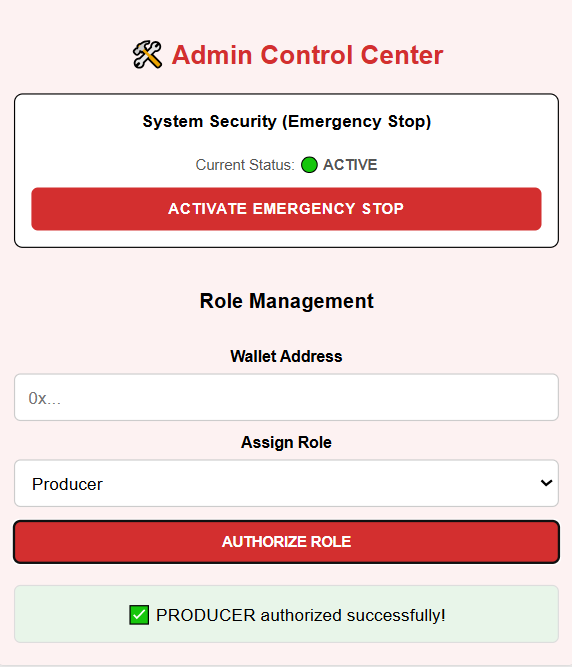 Admin Control Center
System Security (Emergency Stop)
Current Status: ACTIVE
ACTIVATE EMERGENCY STOP
Role Management
Wallet Address
0x...
Assign Role
Producer
AUTHORIZE ROLE
PRODUCER authorized successfully!